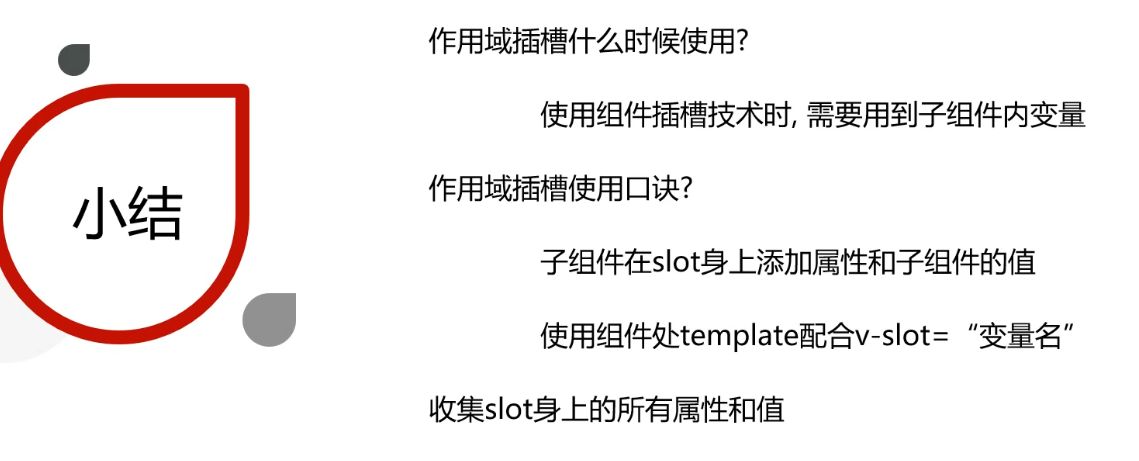 小结
作用域插槽什么时候使用?
使用组件插槽技术时, 需要用到子组件内变量
作用域插槽使用口诀?
子组件在slot身上添加属性和子组件的值
使用组件处template配合v-slot=“变量名”
收集slot身上的所有属性和值